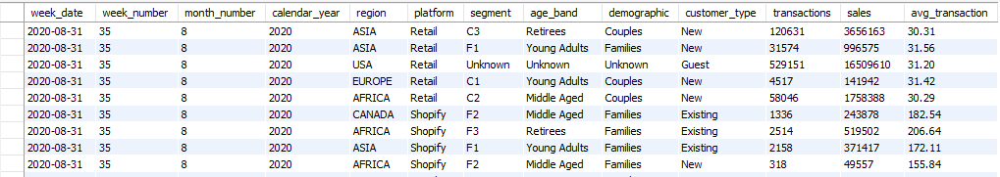 week_date week_number month_number calendar_year region platform segment age_band demographic customer_type transactions sales avg_transaction
2020-08-31 35 8 2020 ASIA Retail C3 Retirees Couples New 120631 3656163 30.31
2020-08-31 35 8 2020 ASIA Retail F1 Young Adults Families New 31574 996575 31.56
2020-08-31 35 8 2020 USA Retail Unknown Unknown Unknown Guest 529151 16509610 31.20
2020-08-31 35 8 2020 EUROPE Retail C1 Young Adults Couples New 4517 141942 31.42
2020-08-31 35 8 2020 AFRICA Retail C2 Middle Aged Couples New 58046 1758388 30.29
2020-08-31 35 8 2020 CANADA Shopify F2 Middle Aged Families Existing 1336 243878 182.54
2020-08-31 35 8 2020 AFRICA Shopify F3 Retirees Families Existing 2514 519502 206.64
2020-08-31 35 8 2020 ASIA Shopify F1 Young Adults Families Existing 2158 371417 172.11
2020-08-31 35 8 2020 AFRICA Shopify F2 Middle Aged Families New 318 49557 155.84